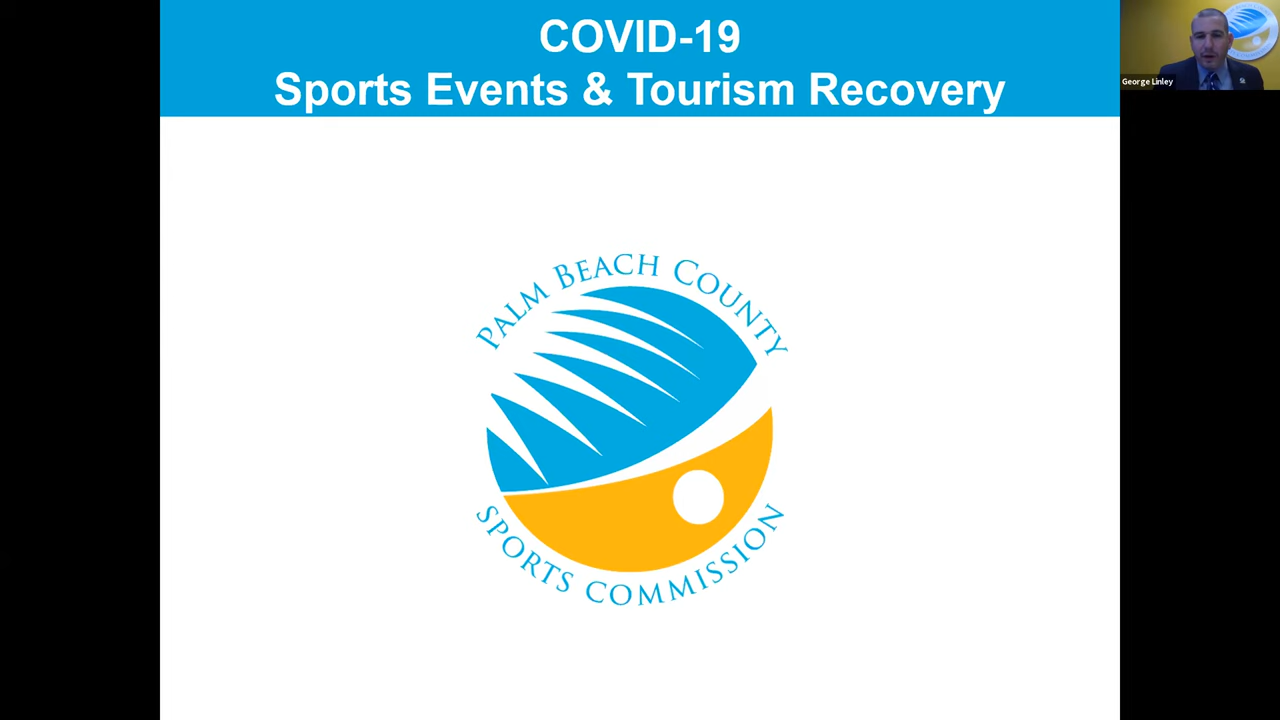 COVID-19
Sports Events & Tourism Recovery
George Linley
PALM BEACH COUNTY
SPORTS COMMISSION